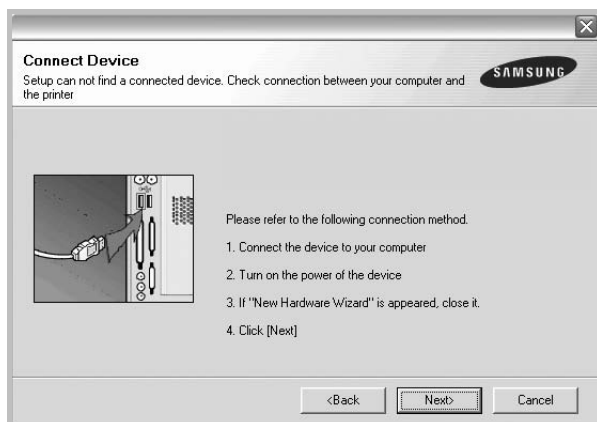 Connect Device
Setup can not find a connected device. Check connection between your computer and
the printer
SAMSUNG
Please refer to the following connection method.
1. Connect the device to your computer
2. Turn on the power of the device
3. If "New Hardware Wizard" is appeared, close it.
4. Click [Next]
<Back
Next>
Cancel